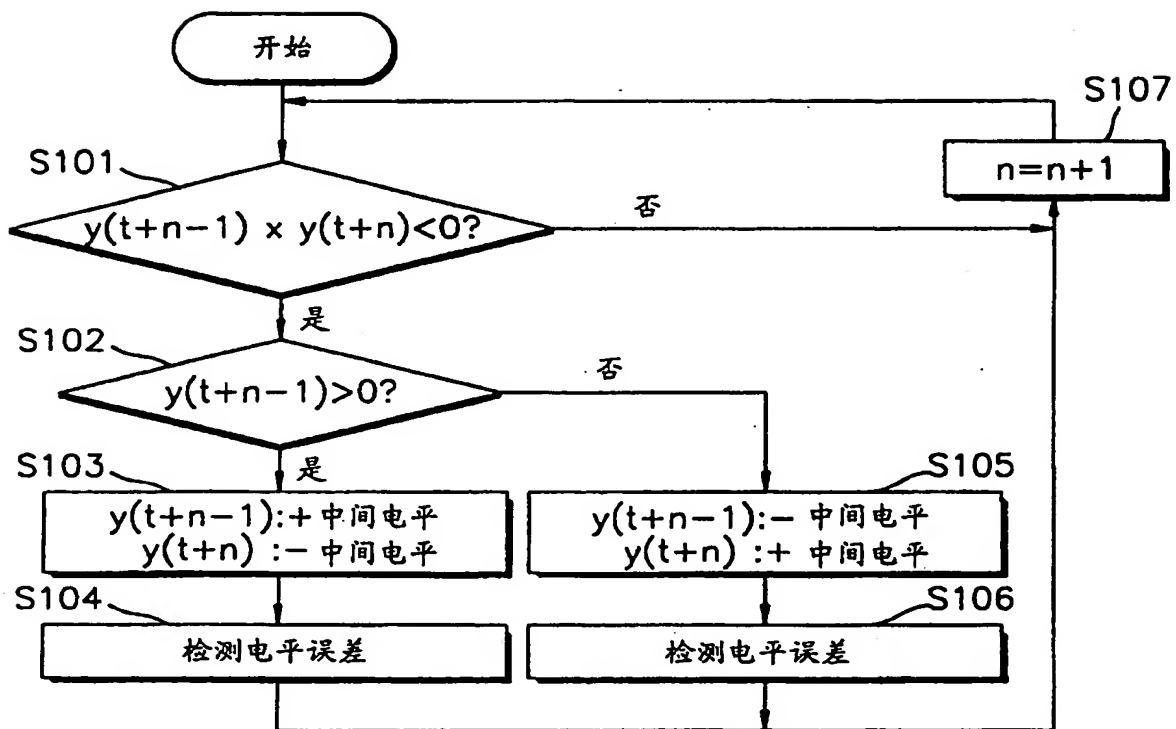 开始
S107
n=n+1
S101
y(t+n-1) x y(t+n)<0?
否
是
S102
y(t+n-1)>0?
否
是
S103
y(t+n-1):+中间电平
y(t+n) :-中间电平
S105
y(t+n-1):- 中间电平
y(t+n) :+ 中间电平
S104
检测电平误差
S106
检测电平误差